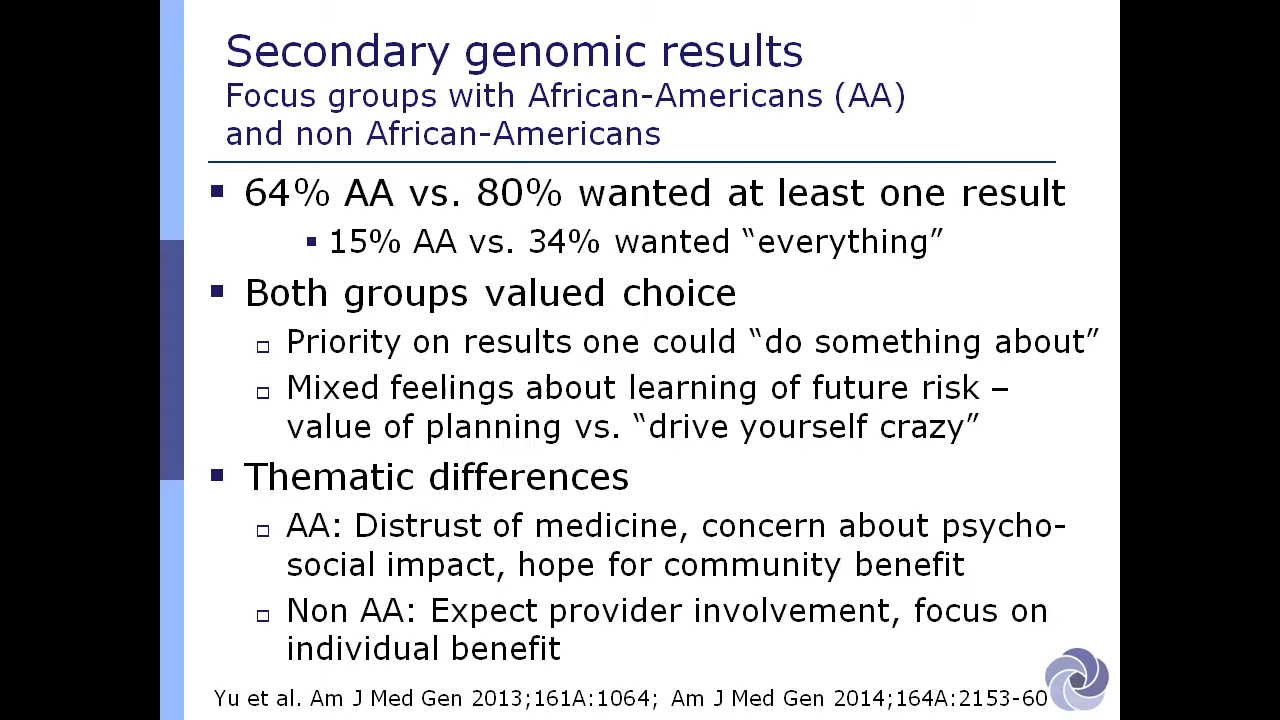 Secondary genomic results
Focus groups with African-Americans (AA)
and non African-Americans
64% AA vs. 80% wanted at least one result
15% AA vs. 34% wanted “everything”
Both groups valued choice
Priority on results one could “do something about”
Mixed feelings about learning of future risk –
value of planning vs. “drive yourself crazy”
Thematic differences
AA: Distrust of medicine, concern about psycho-
social impact, hope for community benefit
Non AA: Expect provider involvement, focus on
individual benefit
Yu et al. Am J Med Gen 2013;161A:1064; Am J Med Gen 2014;164A:2153-60